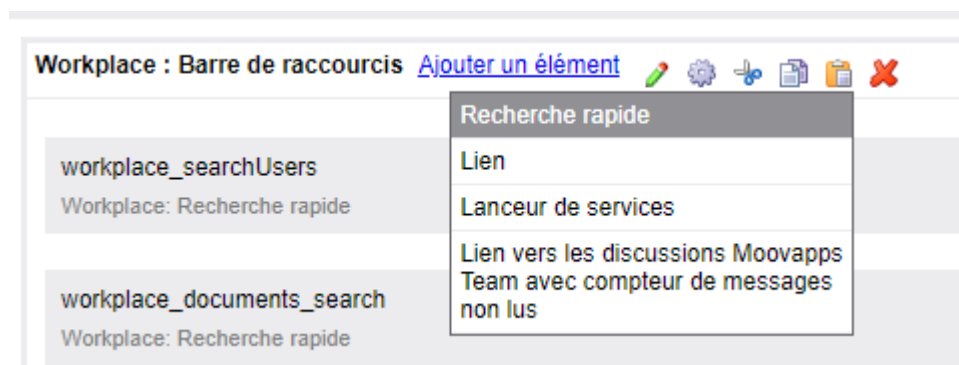 Workplace : Barre de raccourcis Ajouter un élément
Recherche rapide
workplace_searchUsers
Workplace: Recherche rapide
Lien
Lanceur de services
Lien vers les discussions Moovapps
Team avec compteur de messages
non lus
workplace_documents_search
Workplace: Recherche rapide